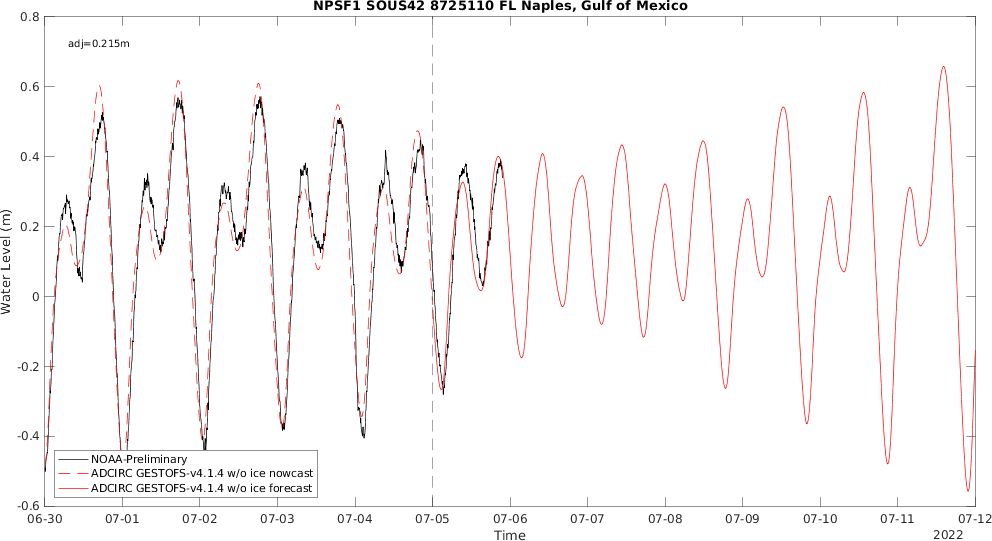 NPSF1 SOUS42 8725110 FL Naples, Gulf of Mexico
adj=0.215m
0.8
0.6
0.4
0.2
0
-0.2
-0.4
-0.6
Water Level (m)
NOAA-Preliminary
ADCIRC GESTOFS-v4.1.4 w/o ice nowcast
ADCIRC GESTOFS-v4.1.4 w/o ice forecast
06-30 07-01 07-02 07-03 07-04 07-05 07-06 07-07 07-08 07-09 07-10 07-11 07-12
Time
2022